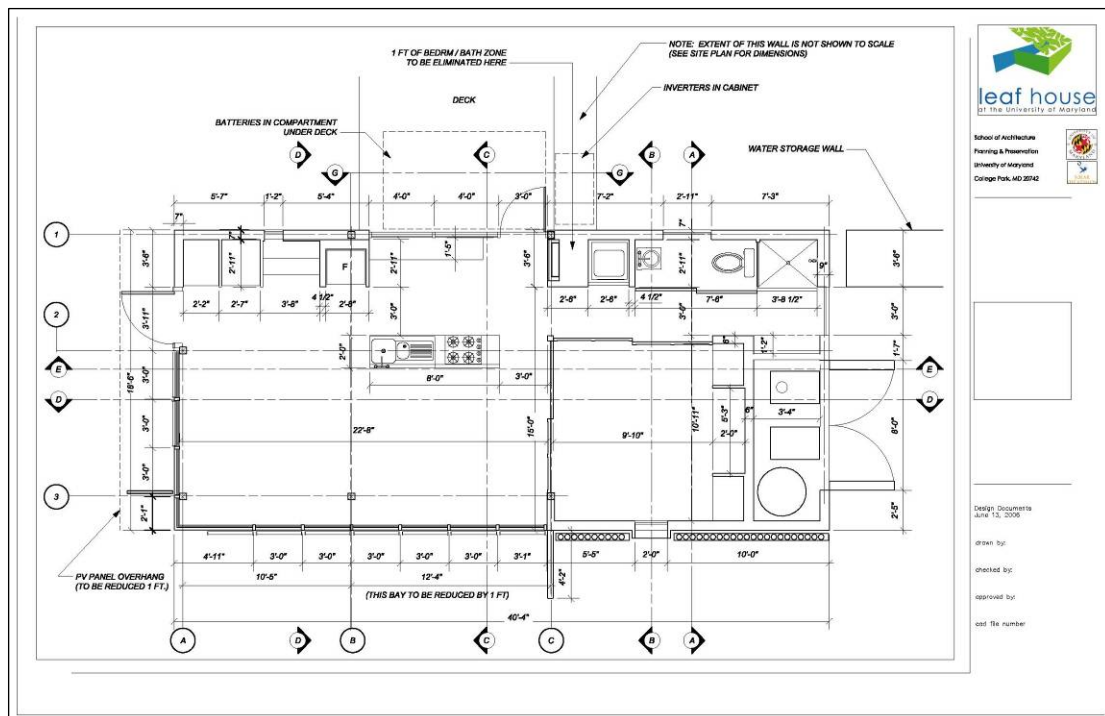 1 FT OF BEDRM / BATH ZONE
TO BE ELIMINATED HERE
NOTE: EXTENT OF THIS WALL IS NOT SHOWN TO SCALE
(SEE SITE PLAN FOR DIMENSIONS)
INVERTERS IN CABINET
DECK
BATTERIES IN COMPARTMENT
UNDER DECK
WATER STORAGE WALL
D
C
B
A
G
G
5'-7"
1'-2"
5'-4"
4'-0"
4'-0"
3'-0"
7'-2"
2'-11"
7'-3"
7"
1
7"
1'-5"
7"
3'-6"
2'-11"
F
2'-11"
3'-6"
2'-11"
9"
3'-6"
2'-2"
2'-7"
3'-6"
4 1/2"
2'-8"
2'-6"
2'-6"
4 1/2"
7'-6"
3'-8 1/2"
2
3'-11"
3'-0"
3'-0"
3'-0"
2'-0"
6"
1'-2"
1'-7"
E
E
8'-0"
3'-0"
D
D
18'-6"
3'-0"
3'-0"
3'-0"
22'-8"
15'-0"
9'-10"
10'-11"
5'-3"
2'-0"
6"
3'-4"
8'-0"
3
2'-1"
2'-5"
4'-11"
3'-0"
3'-0"
3'-0"
3'-0"
3'-0"
3'-1"
5'-5"
2'-0"
10'-0"
4'-2"
PV PANEL OVERHANG
(TO BE REDUCED 1 FT.)
10'-5"
12'-4"
(THIS BAY TO BE REDUCED BY 1 FT)
40'-4"
A
D
B
C
C
B
A
leaf house
at the University of Maryland
School of Architecture
Planning & Preservation
University of Maryland
College Park, MD 20742
Design Documents
June 13, 2006
drawn by:
checked by:
approved by:
cad file number